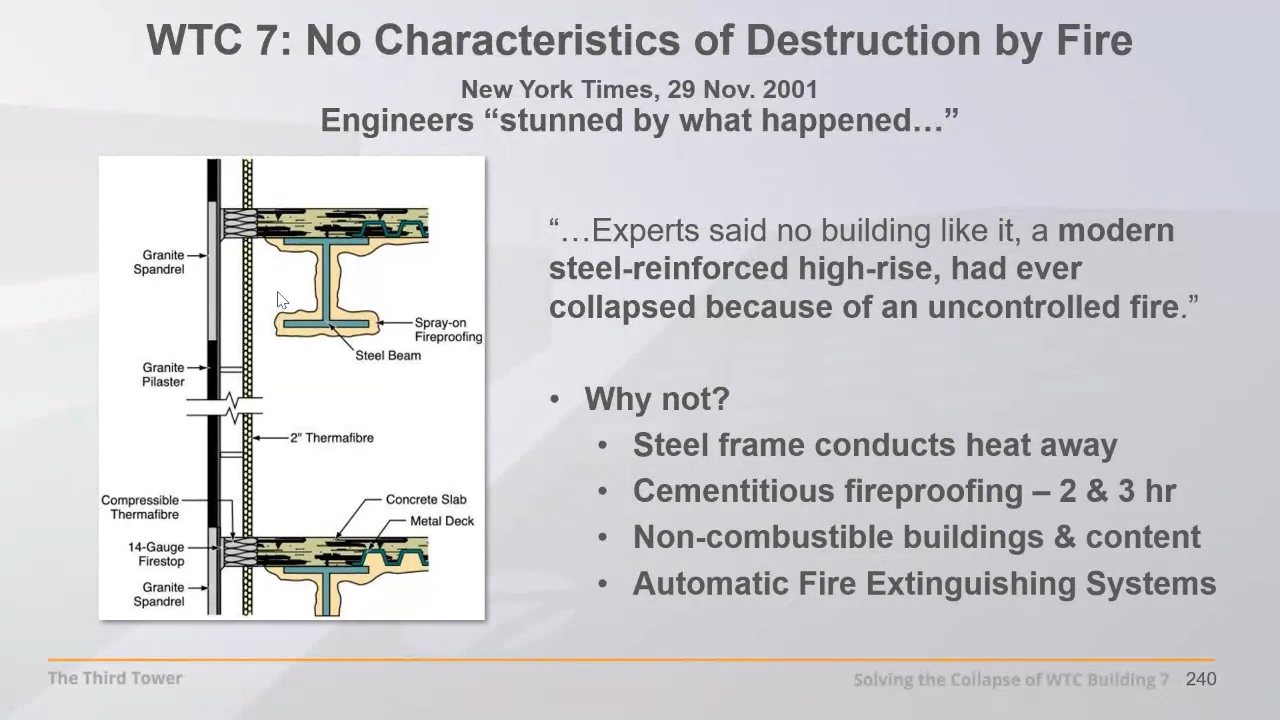 WTC 7: No Characteristics of Destruction by Fire
New York Times, 29 Nov. 2001
Engineers “stunned by what happened…”
Granite
Spandrel
Spray-on
Fireproofing
Steel Beam
Granite
Pilaster
2" Thermafibre
Compressible
Thermafibre
Concrete Slab
Metal Deck
14-Gauge
Firestop
Granite
Spandrel
“…Experts said no building like it, a modern
steel-reinforced high-rise, had ever
collapsed because of an uncontrolled fire.”
• Why not?
• Steel frame conducts heat away
• Cementitious fireproofing – 2 & 3 hr
• Non-combustible buildings & content
• Automatic Fire Extinguishing Systems
The Third Tower
Solving the Collapse of WTC Building 7 240